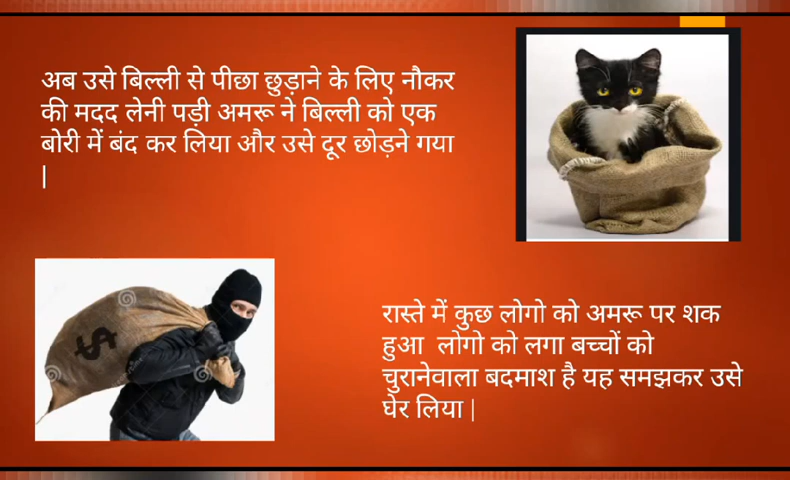 अब उसे बिल्ली से पीछा छुड़ाने के लिए नौकर
की मदद लेनी पड़ी अमरू ने बिल्ली को एक
बोरी में बंद कर लिया और उसे दूर छोड़ने गया
|
$
रास्ते में कुछ लोगो को अमरू पर शक
हुआ  लोगो को लगा बच्चों को
चुरानेवाला बदमाश है यह समझकर उसे
घेर लिया |